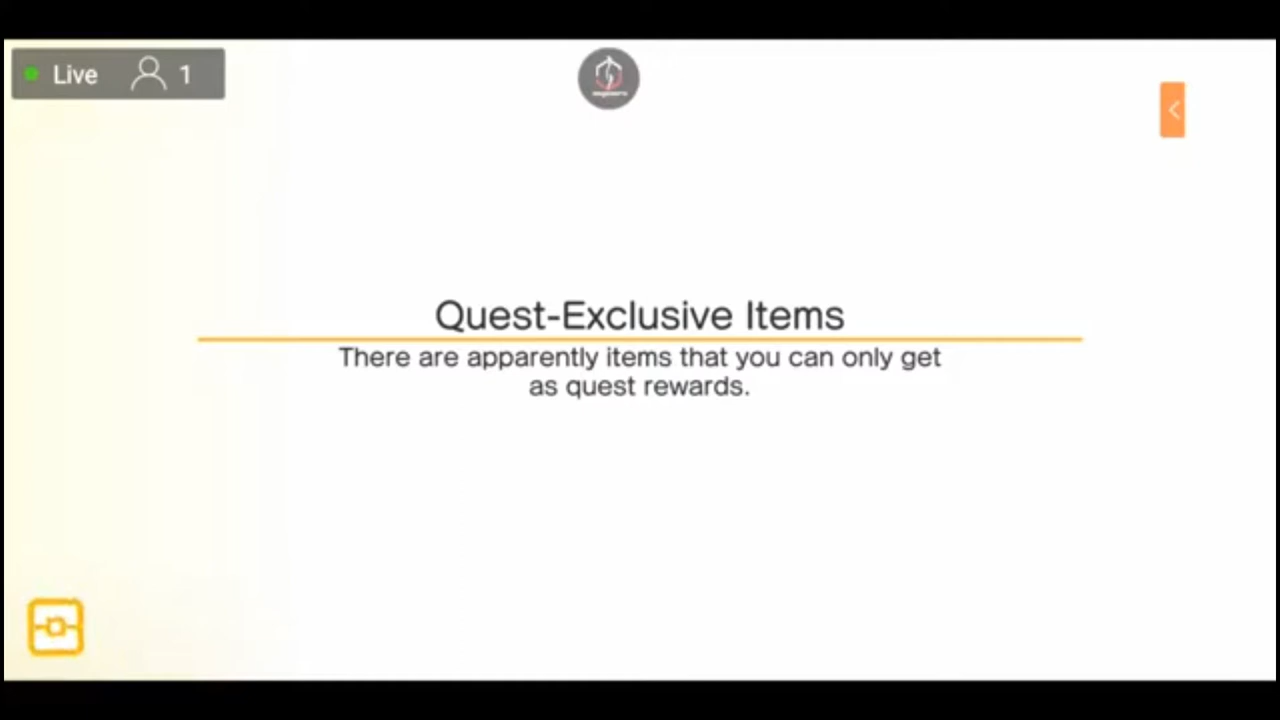 Live 1
Quest-Exclusive Items
There are apparently items that you can only get
as quest rewards.